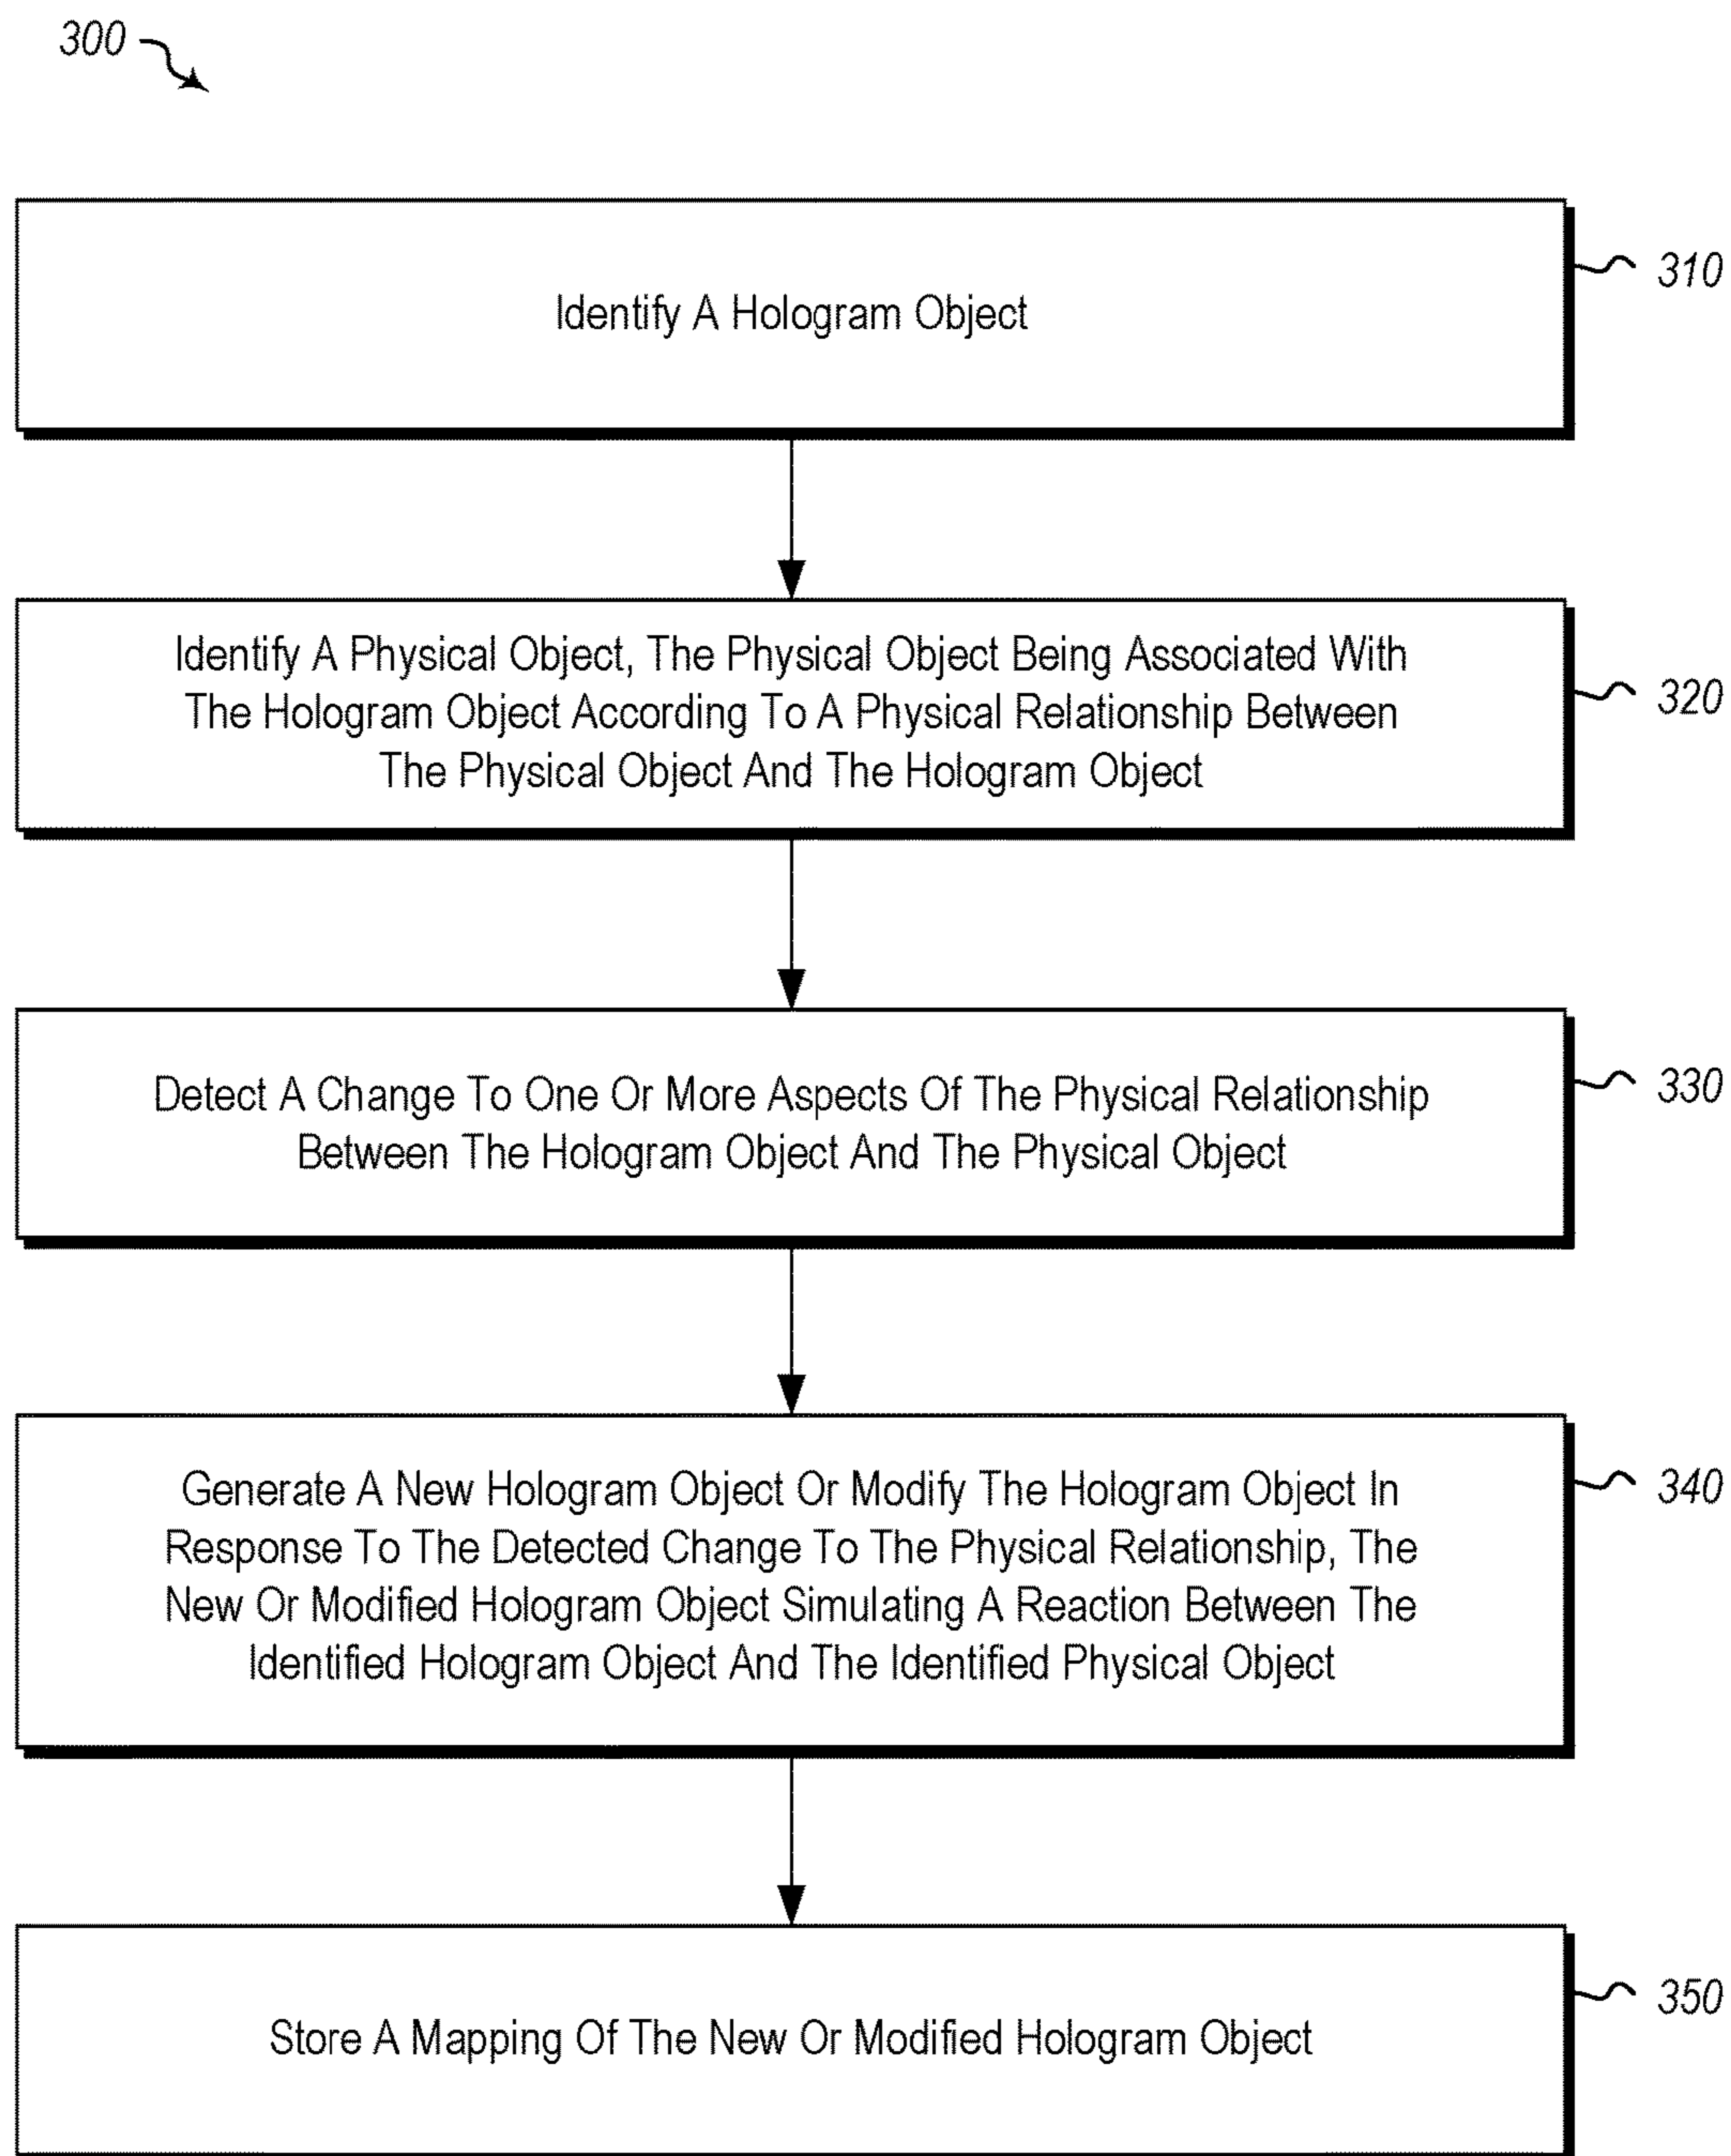 300
Identify A Hologram Object
310
Identify A Physical Object, The Physical Object Being Associated With
The Hologram Object According To A Physical Relationship Between
The Physical Object And The Hologram Object
320
Detect A Change To One Or More Aspects Of The Physical Relationship
Between The Hologram Object And The Physical Object
330
Generate A New Hologram Object Or Modify The Hologram Object In
Response To The Detected Change To The Physical Relationship, The
New Or Modified Hologram Object Simulating A Reaction Between The
Identified Hologram Object And The Identified Physical Object
340
Store A Mapping Of The New Or Modified Hologram Object
350